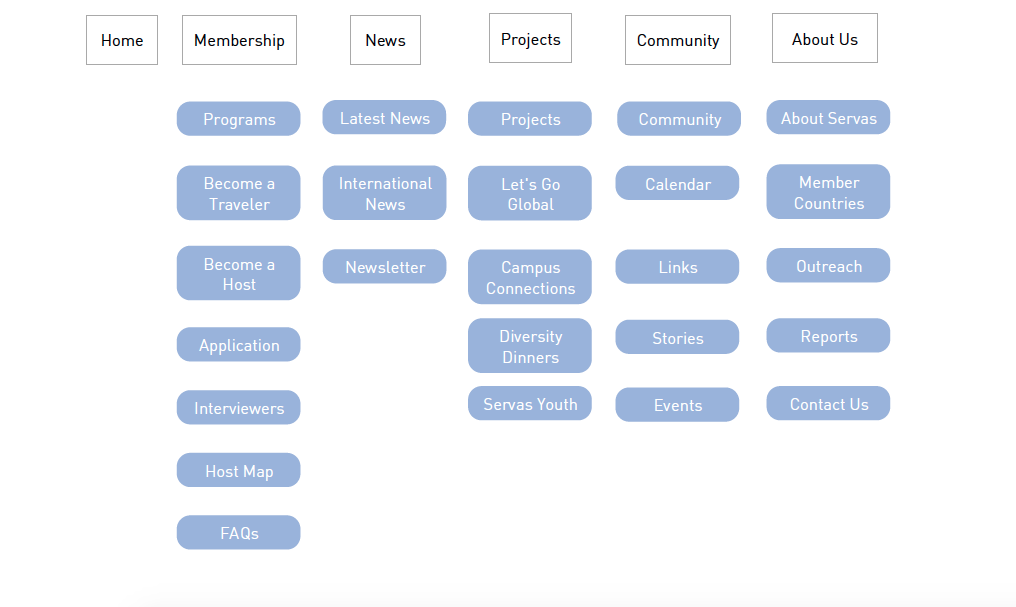 Home
Membership
News
Projects
Community
About Us
Programs
Latest News
Projects
Community
About Servas
Become a
Traveler
International
News
Let's Go
Global
Calendar
Member
Countries
Become a
Host
Newsletter
Campus
Connections
Links
Outreach
Application
Diversity
Dinners
Stories
Reports
Interviewers
Servas Youth
Events
Contact Us
Host Map
FAQs